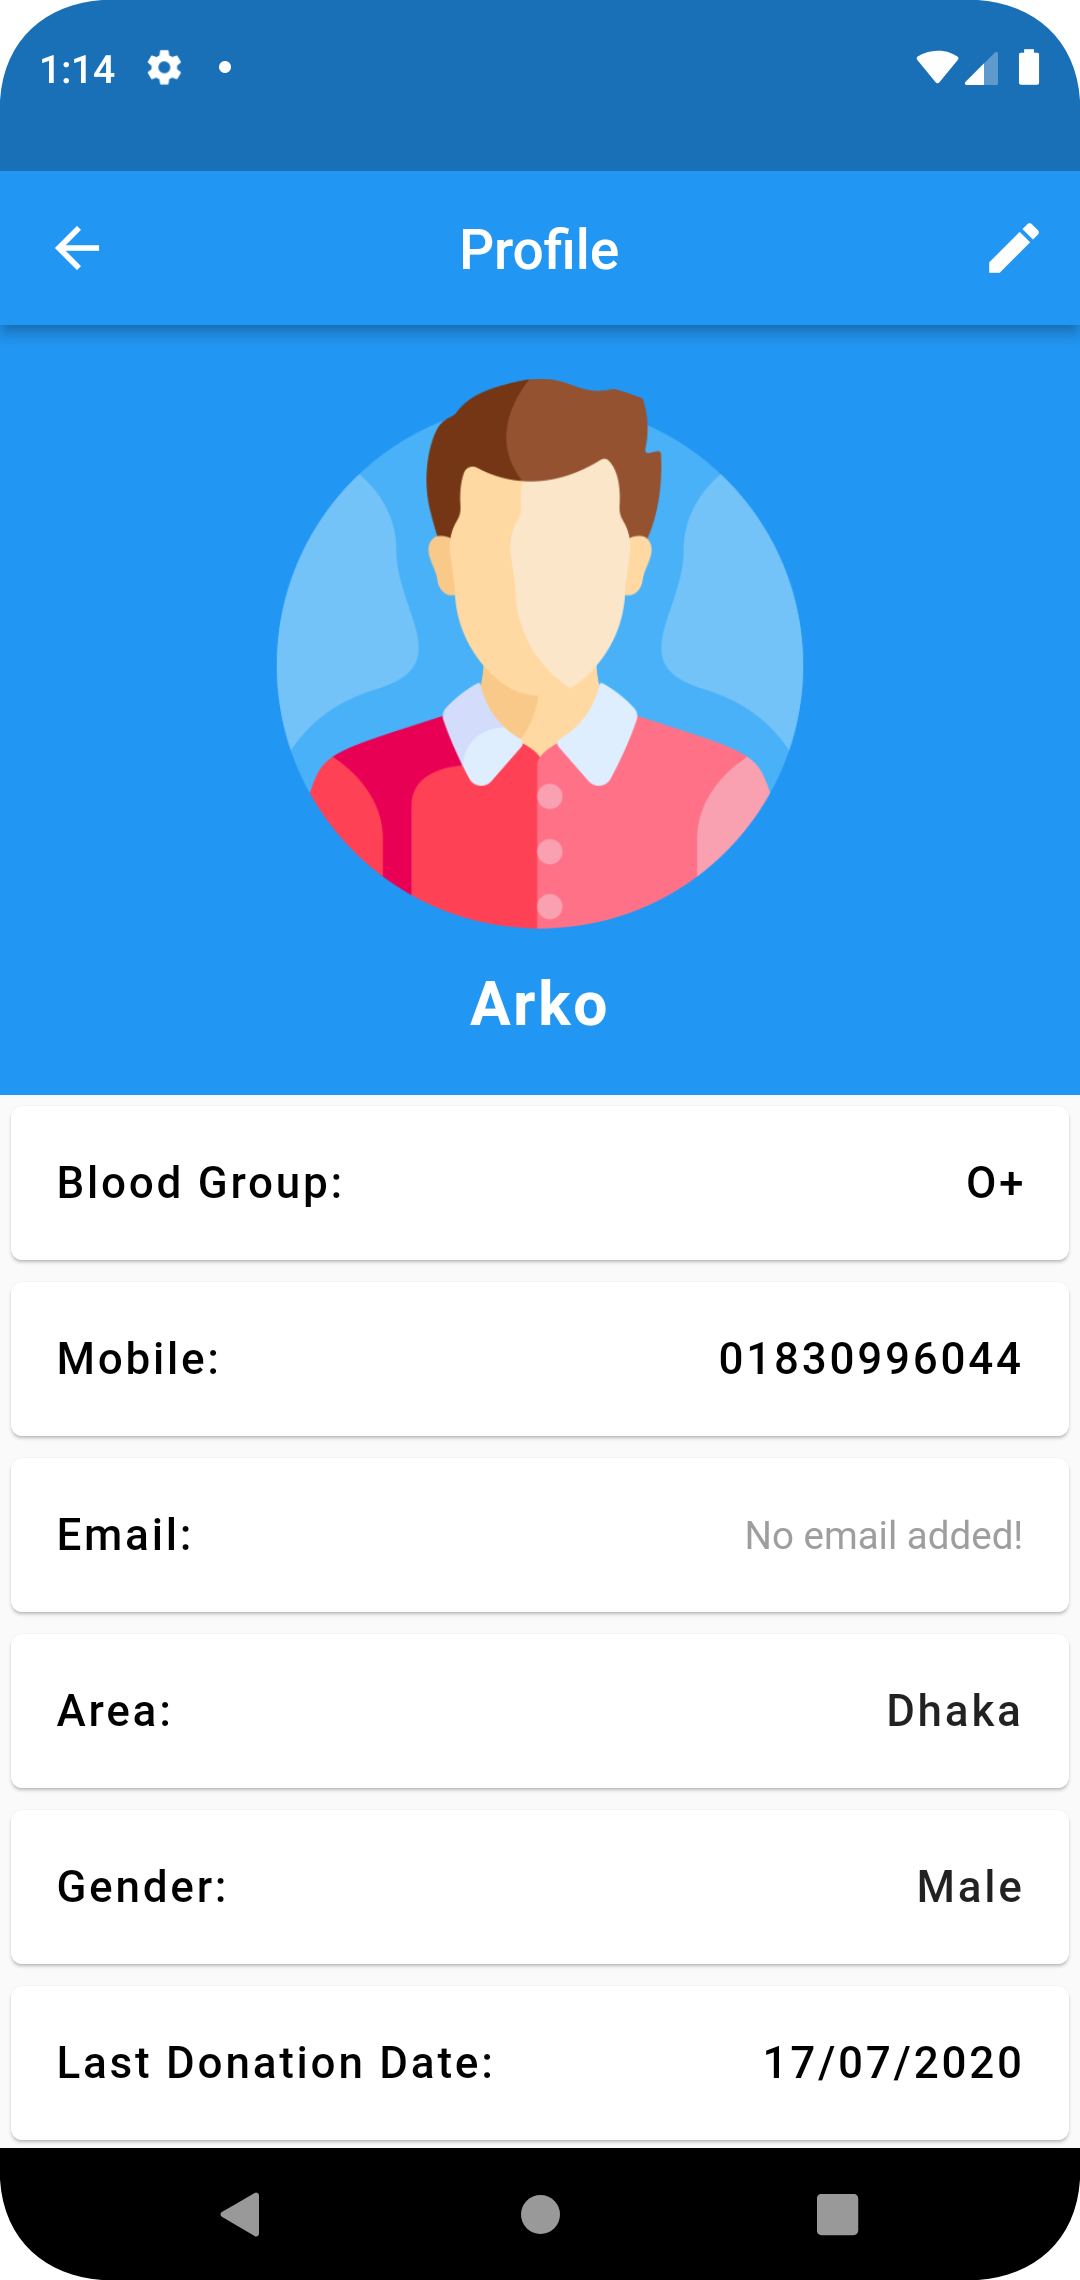 1:14
Profile
Arko
Blood Group: O+
Mobile: 01830996044
Email: No email added!
Area: Dhaka
Gender: Male
Last Donation Date: 17/07/2020